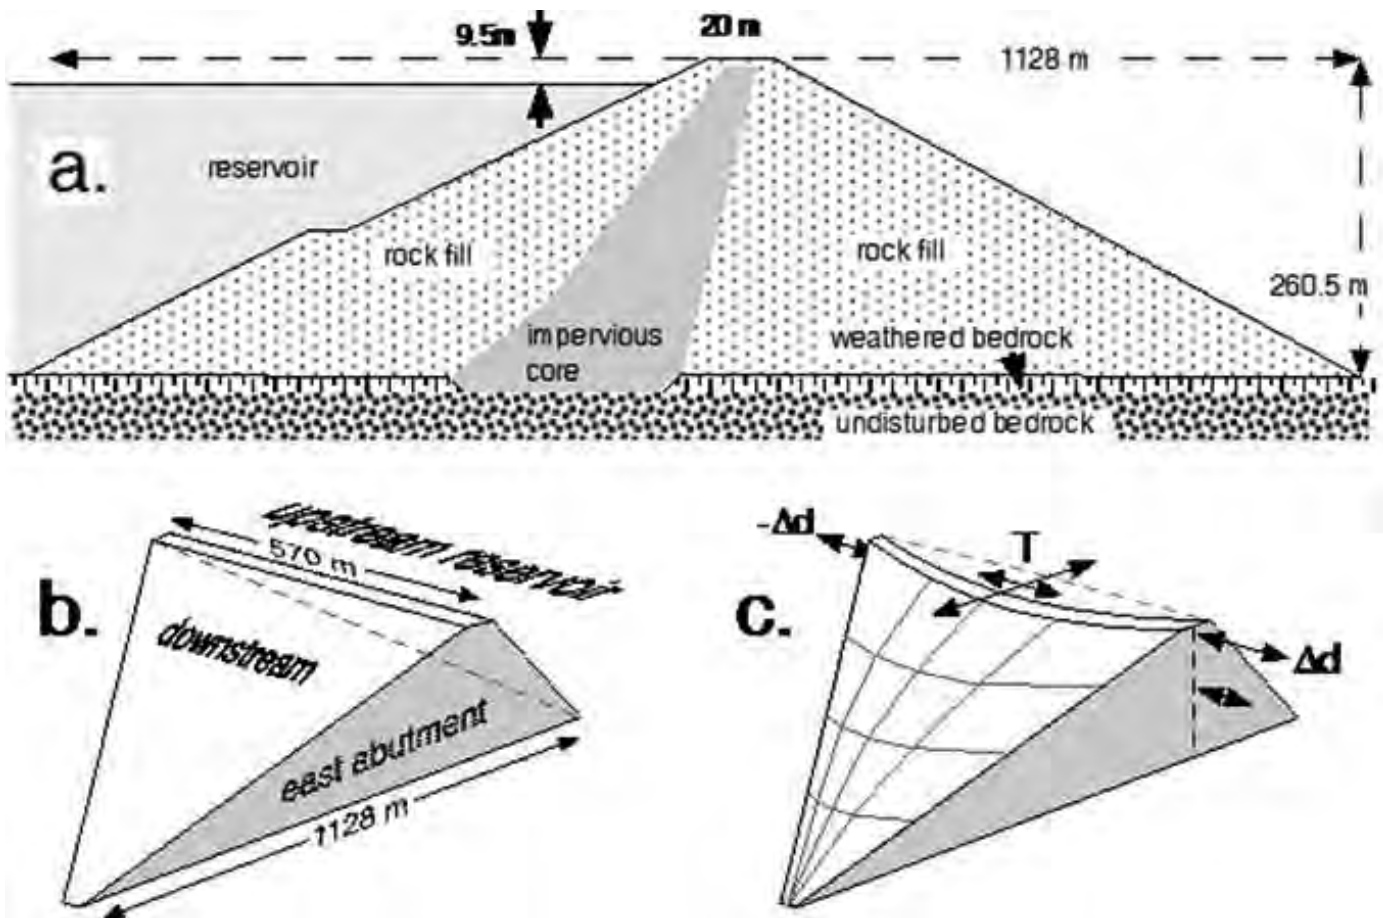 9.5m
20 m
1128 m
a.
reservoir
rock fill
rock fill
260.5 m
impervious
core
weathered bedrock
undisturbed bedrock
b.
570 m
upstream reservoir
downstream
east abutment
1128 m
c.
-Δd
T
Δd